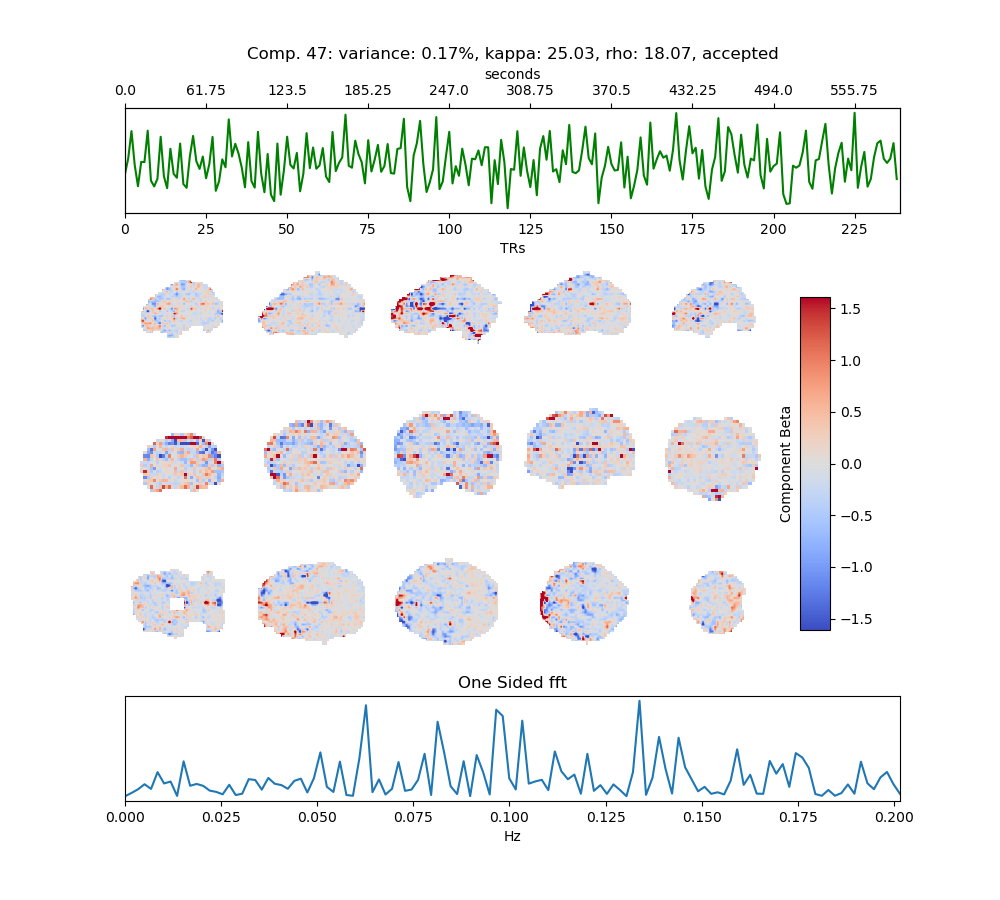 Comp. 47: variance: 0.17%, kappa: 25.03, rho: 18.07, accepted
seconds
0.0 61.75 123.5 185.25 247.0 308.75 370.5 432.25 494.0 555.75
0 25 50 75 100 125 150 175 200 225
TRs
1.5
1.0
0.5
0.0
−0.5
−1.0
−1.5
Component Beta
One Sided fft
0.000 0.025 0.050 0.075 0.100 0.125 0.150 0.175 0.200
Hz